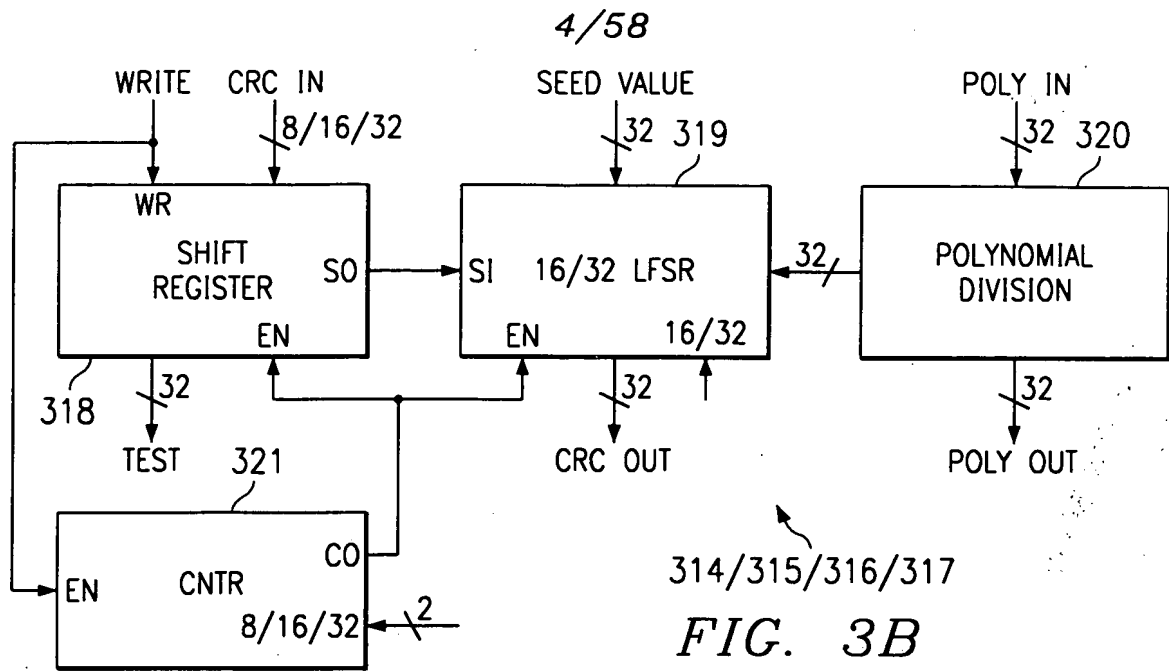 4/58
WRITE CRC IN SEED VALUE POLY IN
8/16/32 32 319 32 320
WR
SHIFT REGISTER
SO
SI
16/32 LFSR
32
POLYNOMIAL DIVISION
EN
EN
16/32
318
32
32
32
TEST
321
CRC OUT
POLY OUT
CO
EN
CNTR
8/16/32
2
314/315/316/317
FIG. 3B